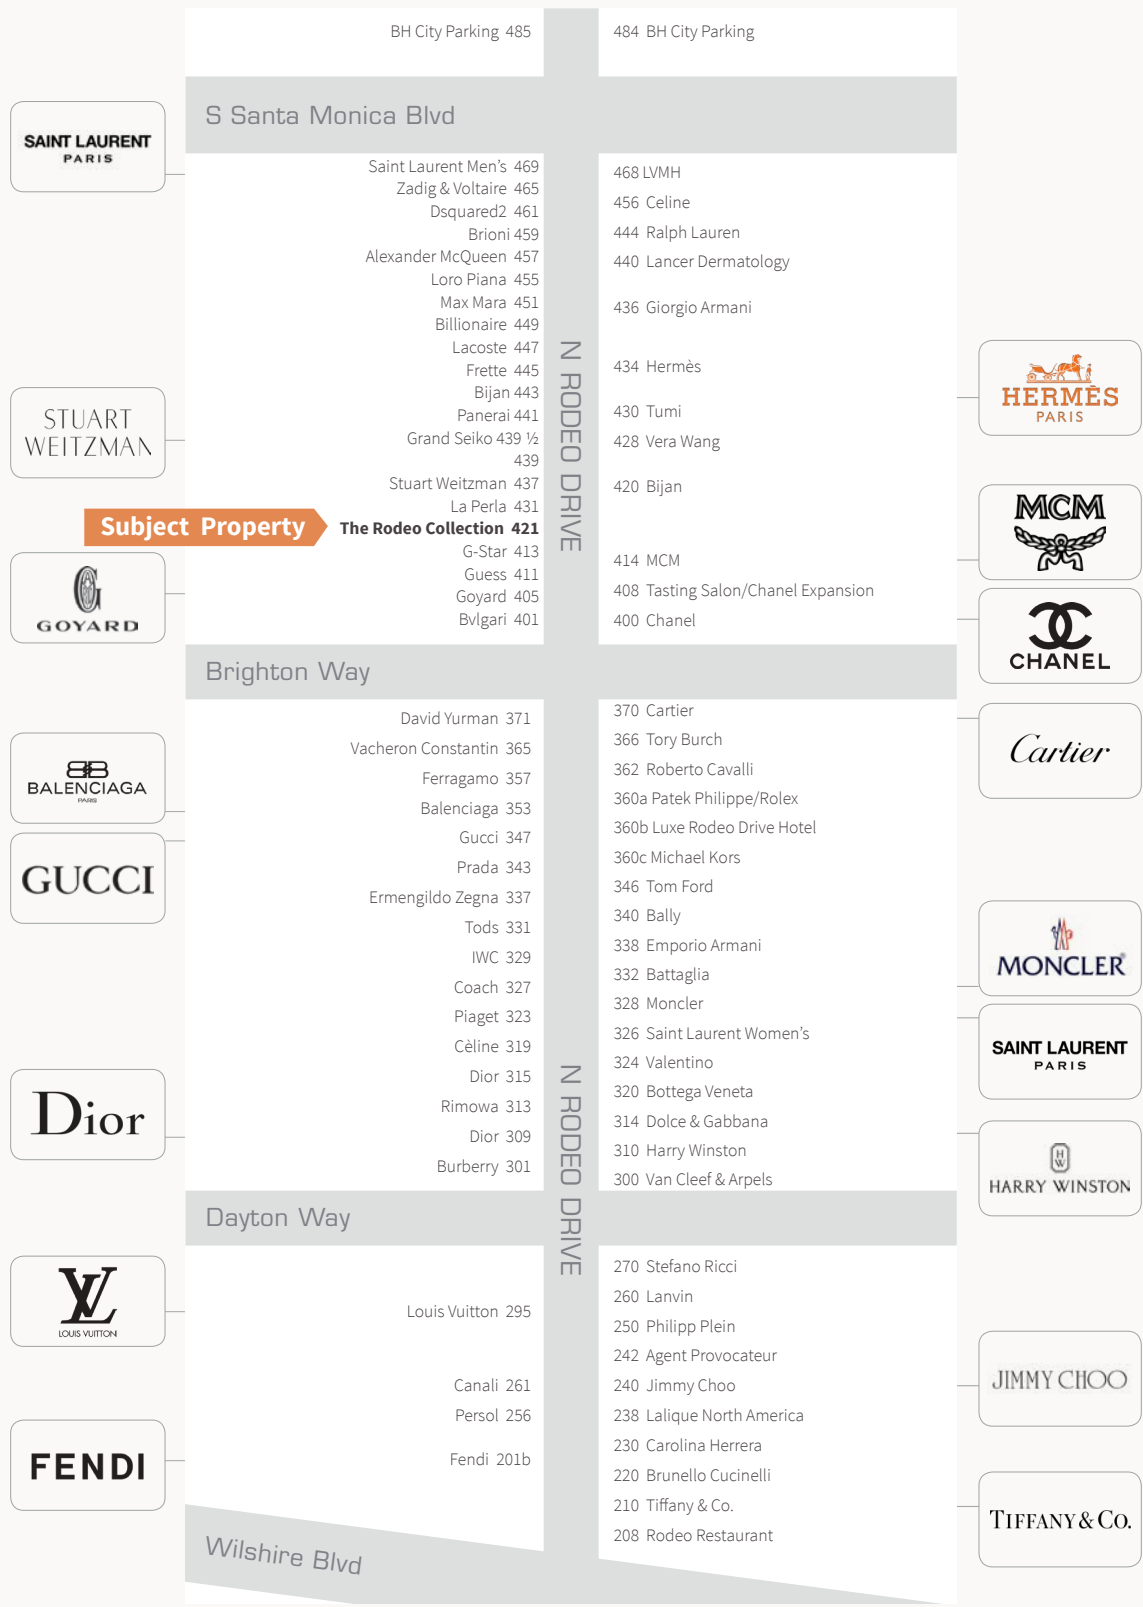 BH City Parking 485
484 BH City Parking
S Santa Monica Blvd
SAINT LAURENT
PARIS
Saint Laurent Men's 469
Zadig & Voltaire 465
Dsquared2 461
Brioni 459
Alexander McQueen 457
Loro Piana 455
Max Mara 451
Billionaire 449
Lacoste 447
Frette 445
Bijan 443
Panerai 441
Grand Seiko 439 ½
439
Stuart Weitzman 437
La Perla 431
The Rodeo Collection 421
G-Star 413
Guess 411
Goyard 405
Bvlgari 401
STUART
WEITZMAN
Subject Property
GOYARD
N RODEO DRIVE
468 LVMH
456 Celine
444 Ralph Lauren
440 Lancer Dermatology
436 Giorgio Armani
434 Hermès
430 Tumi
428 Vera Wang
420 Bijan
414 MCM
408 Tasting Salon/Chanel Expansion
400 Chanel
HERMÈS
PARIS
MCM
CHANEL
Brighton Way
David Yurman 371
Vacheron Constantin 365
Ferragamo 357
Balenciaga 353
Gucci 347
Prada 343
Ermengildo Zegna 337
Tods 331
IWC 329
Coach 327
Piaget 323
Cèline 319
Dior 315
Rimowa 313
Dior 309
Burberry 301
BALENCIAGA
PARIS
GUCCI
Dior
N RODEO DRIVE
370 Cartier
366 Tory Burch
362 Roberto Cavalli
360a Patek Philippe/Rolex
360b Luxe Rodeo Drive Hotel
360c Michael Kors
346 Tom Ford
340 Bally
338 Emporio Armani
332 Battaglia
328 Moncler
326 Saint Laurent Women's
324 Valentino
320 Bottega Veneta
314 Dolce & Gabbana
310 Harry Winston
300 Van Cleef & Arpels
Cartier
MONCLER
SAINT LAURENT
PARIS
HW
HARRY WINSTON
Dayton Way
LV
LOUIS VUITTON
Louis Vuitton 295
Canali 261
Persol 256
Fendi 201b
FENDI
270 Stefano Ricci
260 Lanvin
250 Philipp Plein
242 Agent Provocateur
240 Jimmy Choo
238 Lalique North America
230 Carolina Herrera
220 Brunello Cucinelli
210 Tiffany & Co.
208 Rodeo Restaurant
JIMMY CHOO
TIFFANY & CO.
Wilshire Blvd